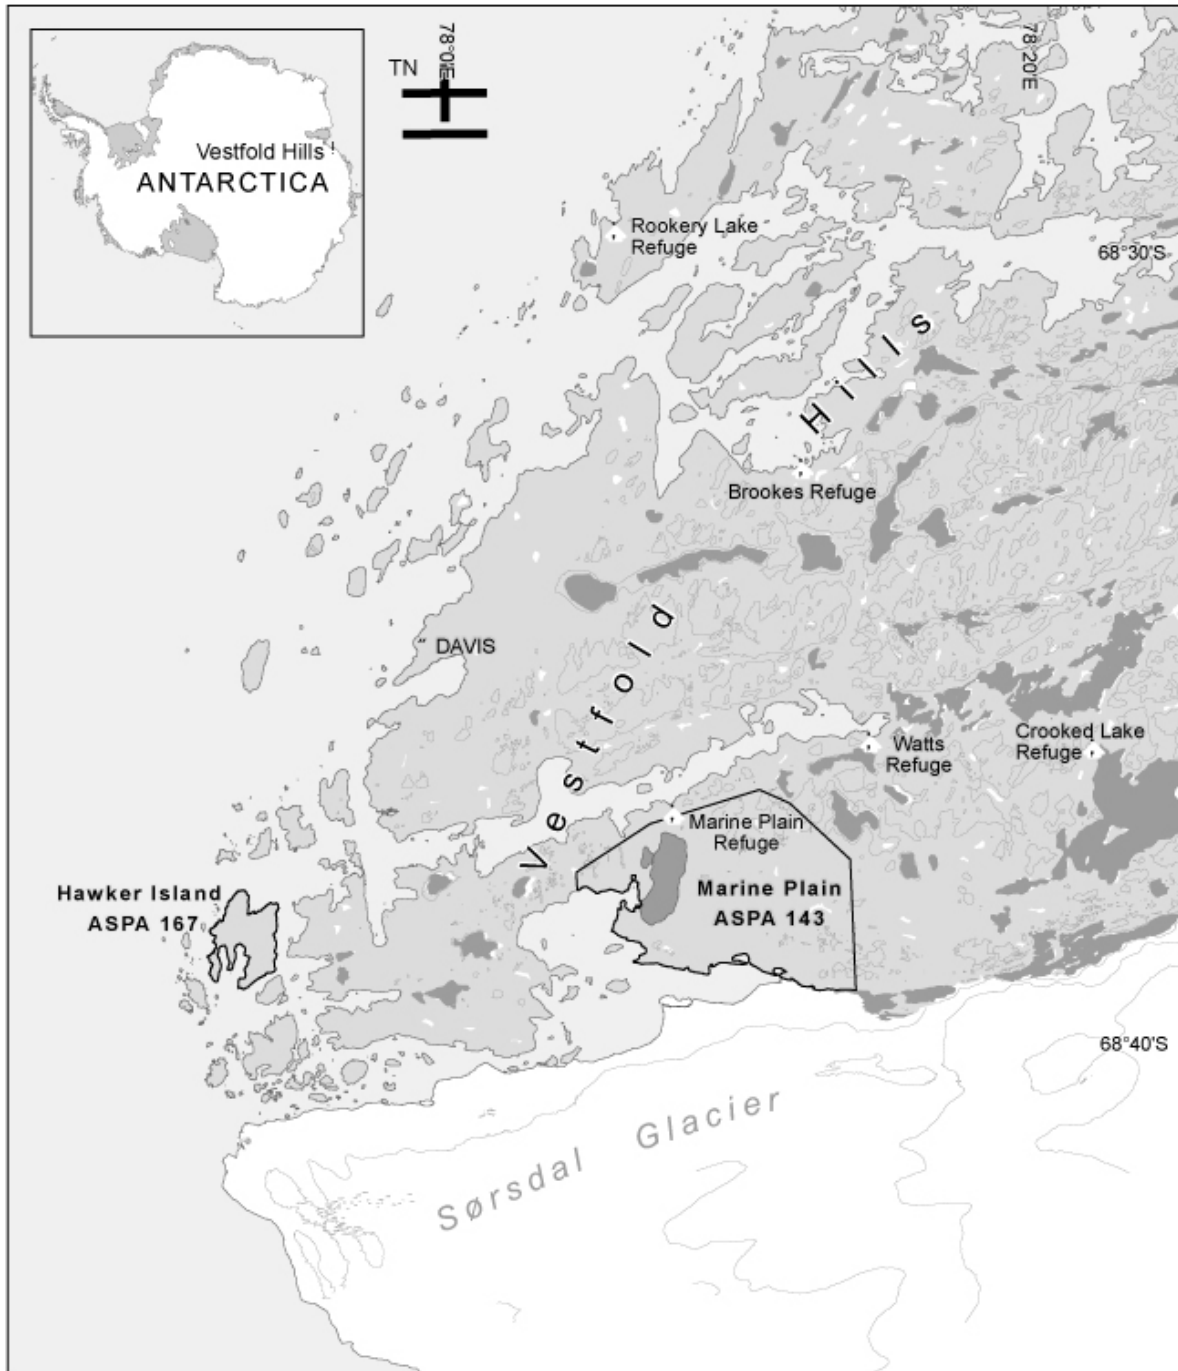 Vestfold Hills
ANTARCTICA
TN
78°0'E
78°20'E
Rookery Lake
Refuge
68°30'S
Vestfold Hills
Brookes Refuge
DAVIS
Watts
Refuge
Crooked Lake
Refuge
Marine Plain
Refuge
Marine Plain
ASPA 143
Hawker Island
ASPA 167
68°40'S
Sørsdal Glacier